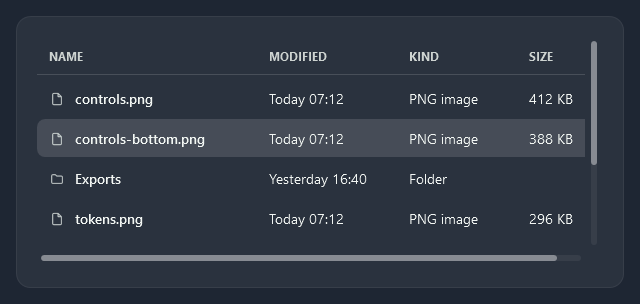 NAME MODIFIED KIND SIZE
controls.png Today 07:12 PNG image 412 KB
controls-bottom.png Today 07:12 PNG image 388 KB
Exports Yesterday 16:40 Folder
tokens.png Today 07:12 PNG image 296 KB